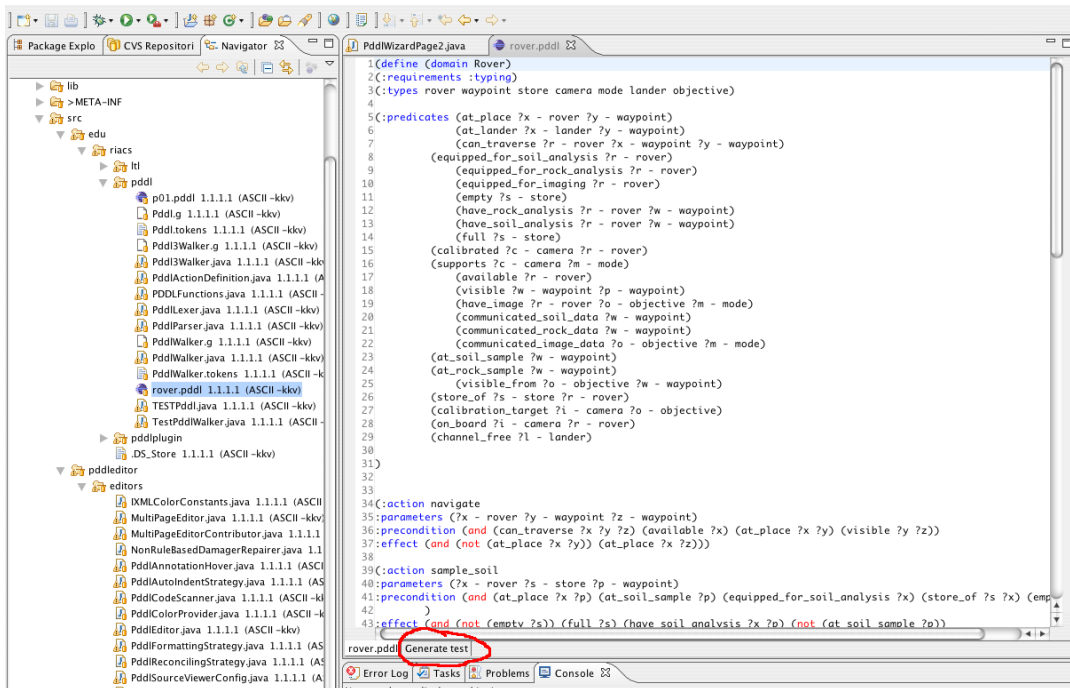 Package Explo
CVS Repositori
Navigator
PddlWizardPage2.java
rover.pddl
lib
>META-INF
src
edu
riacs
ltl
pddl
p01.pddl 1.1.1.1 (ASCII -kkv)
Pddl.g 1.1.1.1 (ASCII -kkv)
Pddl.tokens 1.1.1.1 (ASCII -kkv)
Pddl3Walker.g 1.1.1.1 (ASCII -kkv)
Pddl3Walker.java 1.1.1.1 (ASCII -kk
PddlActionDefinition.java 1.1.1.1 (A
PDDLFunctions.java 1.1.1.1 (ASCII -
PddlLexer.java 1.1.1.1 (ASCII -kkv)
PddlParser.java 1.1.1.1 (ASCII -kkv)
PddlWalker.g 1.1.1.1 (ASCII -kkv)
PddlWalker.java 1.1.1.1 (ASCII -kkv)
PddlWalker.tokens 1.1.1.1 (ASCII -k
rover.pddl 1.1.1.1 (ASCII -kkv)
TESTPddl.java 1.1.1.1 (ASCII -kkv)
TestPddlWalker.java 1.1.1.1 (ASCII -
pddlplugin
.DS_Store 1.1.1.1 (ASCII -kkv)
pddleditor
editors
IXMLColorConstants.java 1.1.1.1 (ASCII
MultiPageEditor.java 1.1.1.1 (ASCII -kkv)
MultiPageEditorContributor.java 1.1.1.1
NonRuleBasedDamagerRepairer.java 1.1
PddlAnnotationHover.java 1.1.1.1 (ASCI
PddlAutoIndentStrategy.java 1.1.1.1 (AS
PddlCodeScanner.java 1.1.1.1 (ASCII -kk
PddlColorProvider.java 1.1.1.1 (ASCII -k
PddlEditor.java 1.1.1.1 (ASCII -kkv)
PddlFormattingStrategy.java 1.1.1.1 (AS
PddlReconcilingStrategy.java 1.1.1.1 (AS
PddlSourceViewerConfig.java 1.1.1.1 (AS
1(define (domain Rover)
2(:requirements :typing)
3(:types rover waypoint store camera mode lander objective)
4
5(:predicates (at_place ?x - rover ?y - waypoint)
6 (at_lander ?x - lander ?y - waypoint)
7 (can_traverse ?r - rover ?x - waypoint ?y - waypoint)
8 (equipped_for_soil_analysis ?r - rover)
9 (equipped_for_rock_analysis ?r - rover)
10 (equipped_for_imaging ?r - rover)
11 (empty ?s - store)
12 (have_rock_analysis ?r - rover ?w - waypoint)
13 (have_soil_analysis ?r - rover ?w - waypoint)
14 (full ?s - store)
15 (calibrated ?c - camera ?r - rover)
16 (supports ?c - camera ?m - mode)
17 (available ?r - rover)
18 (visible ?w - waypoint ?p - waypoint)
19 (have_image ?r - rover ?o - objective ?m - mode)
20 (communicated_soil_data ?w - waypoint)
21 (communicated_rock_data ?w - waypoint)
22 (communicated_image_data ?o - objective ?m - mode)
23 (at_soil_sample ?w - waypoint)
24 (at_rock_sample ?w - waypoint)
25 (visible_from ?o - objective ?w - waypoint)
26 (store_of ?s - store ?r - rover)
27 (calibration_target ?i - camera ?o - objective)
28 (on_board ?i - camera ?r - rover)
29 (channel_free ?l - lander)
30
31)
32
33
34(:action navigate
35:parameters (?x - rover ?y - waypoint ?z - waypoint)
36:precondition (and (can_traverse ?x ?y ?z) (available ?x) (at_place ?x ?y) (visible ?y ?z))
37:effect (and (not (at_place ?x ?y)) (at_place ?x ?z)))
38
39(:action sample_soil
40:parameters (?x - rover ?s - store ?p - waypoint)
41:precondition (and (at_place ?x ?p) (at_soil_sample ?p) (equipped_for_soil_analysis ?x) (store_of ?s ?x) (emp
42 )
43:effect (and (not (empty ?s)) (full ?s) (have_soil_analysis ?x ?p) (not (at_soil_sample ?p))
rover.pddl
Generate test
Error Log
Tasks
Problems
Console